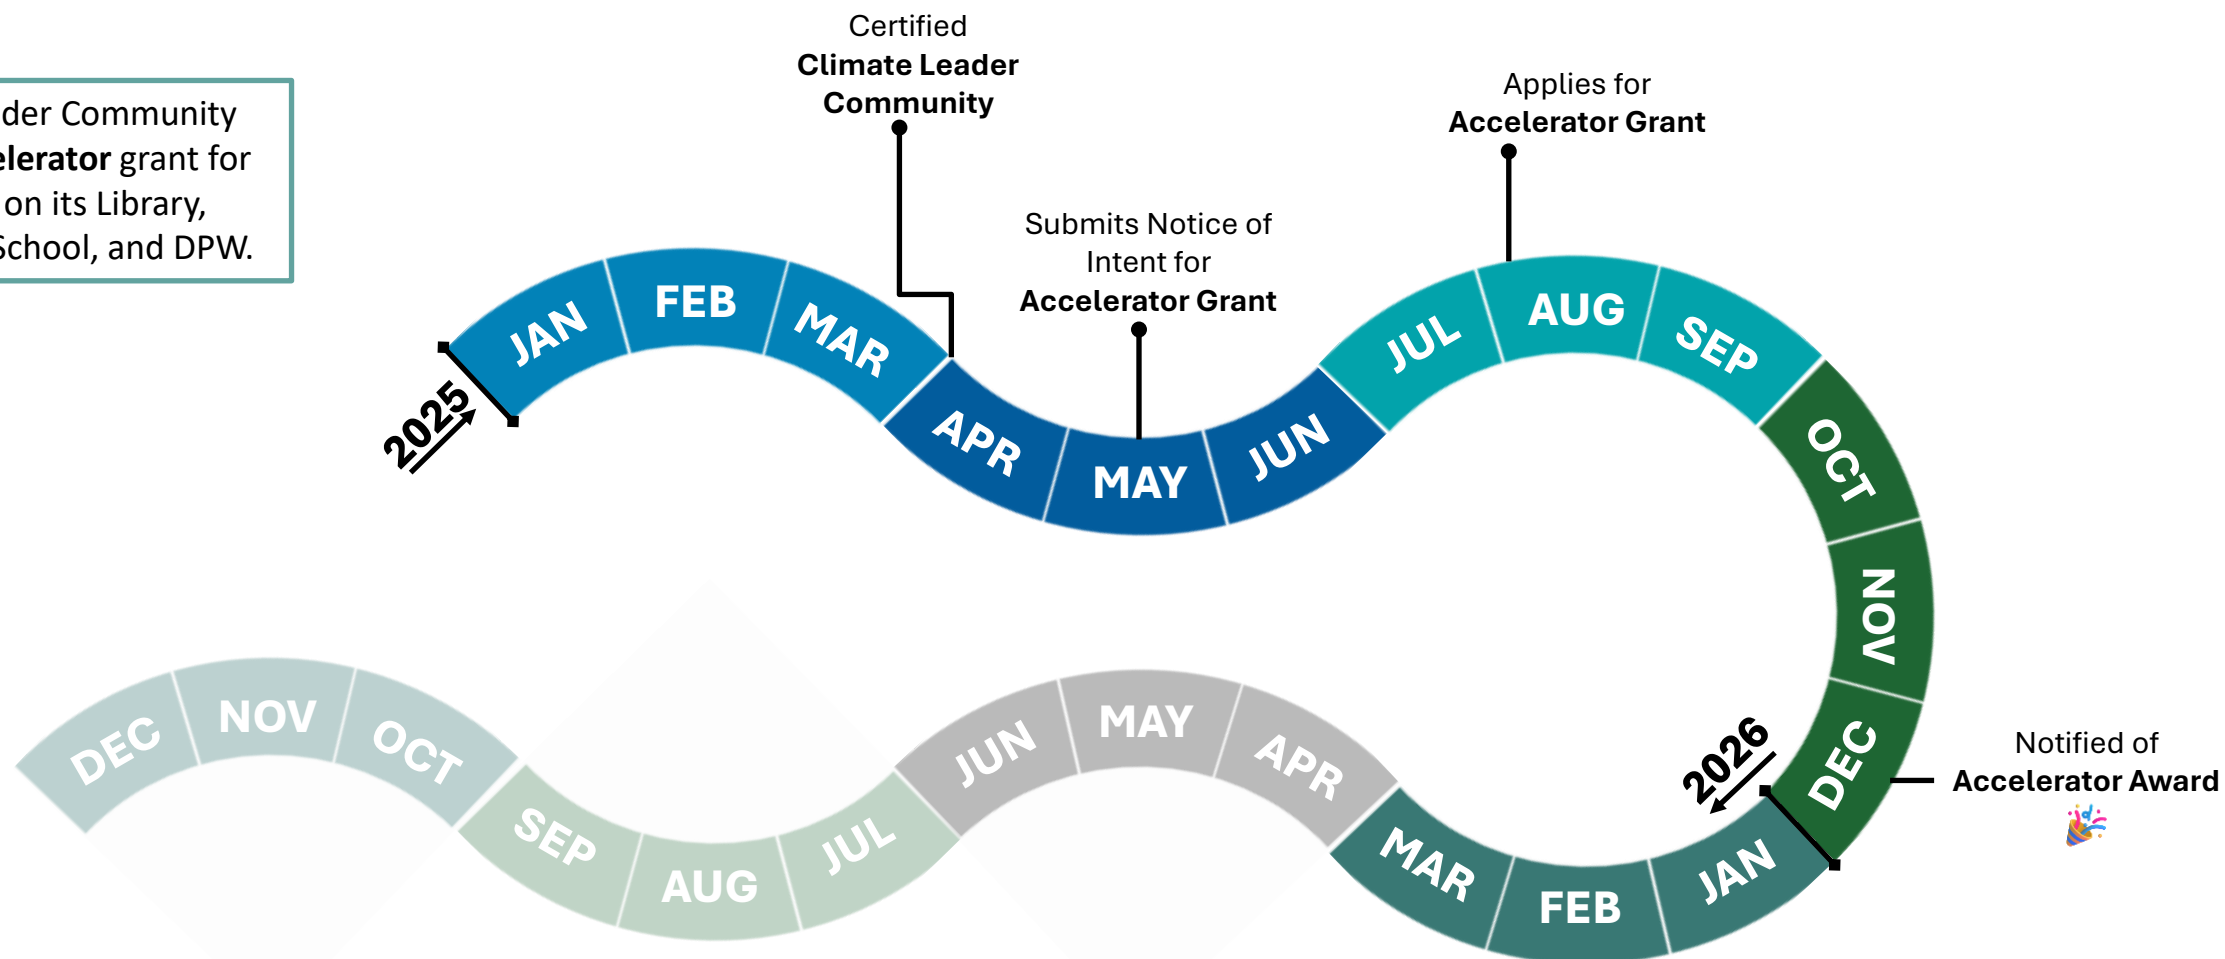 der Community
elerator grant for
on its Library,
School, and DPW.
Certified
Climate Leader
Community
Submits Notice of
Intent for
Accelerator Grant
Applies for
Accelerator Grant
2025
JAN
FEB
MAR
APR
MAY
JUN
JUL
AUG
SEP
OCT
NOV
DEC
Notified of
Accelerator Award
2026
JAN
FEB
MAR
APR
MAY
JUN
JUL
AUG
SEP
OCT
NOV
DEC